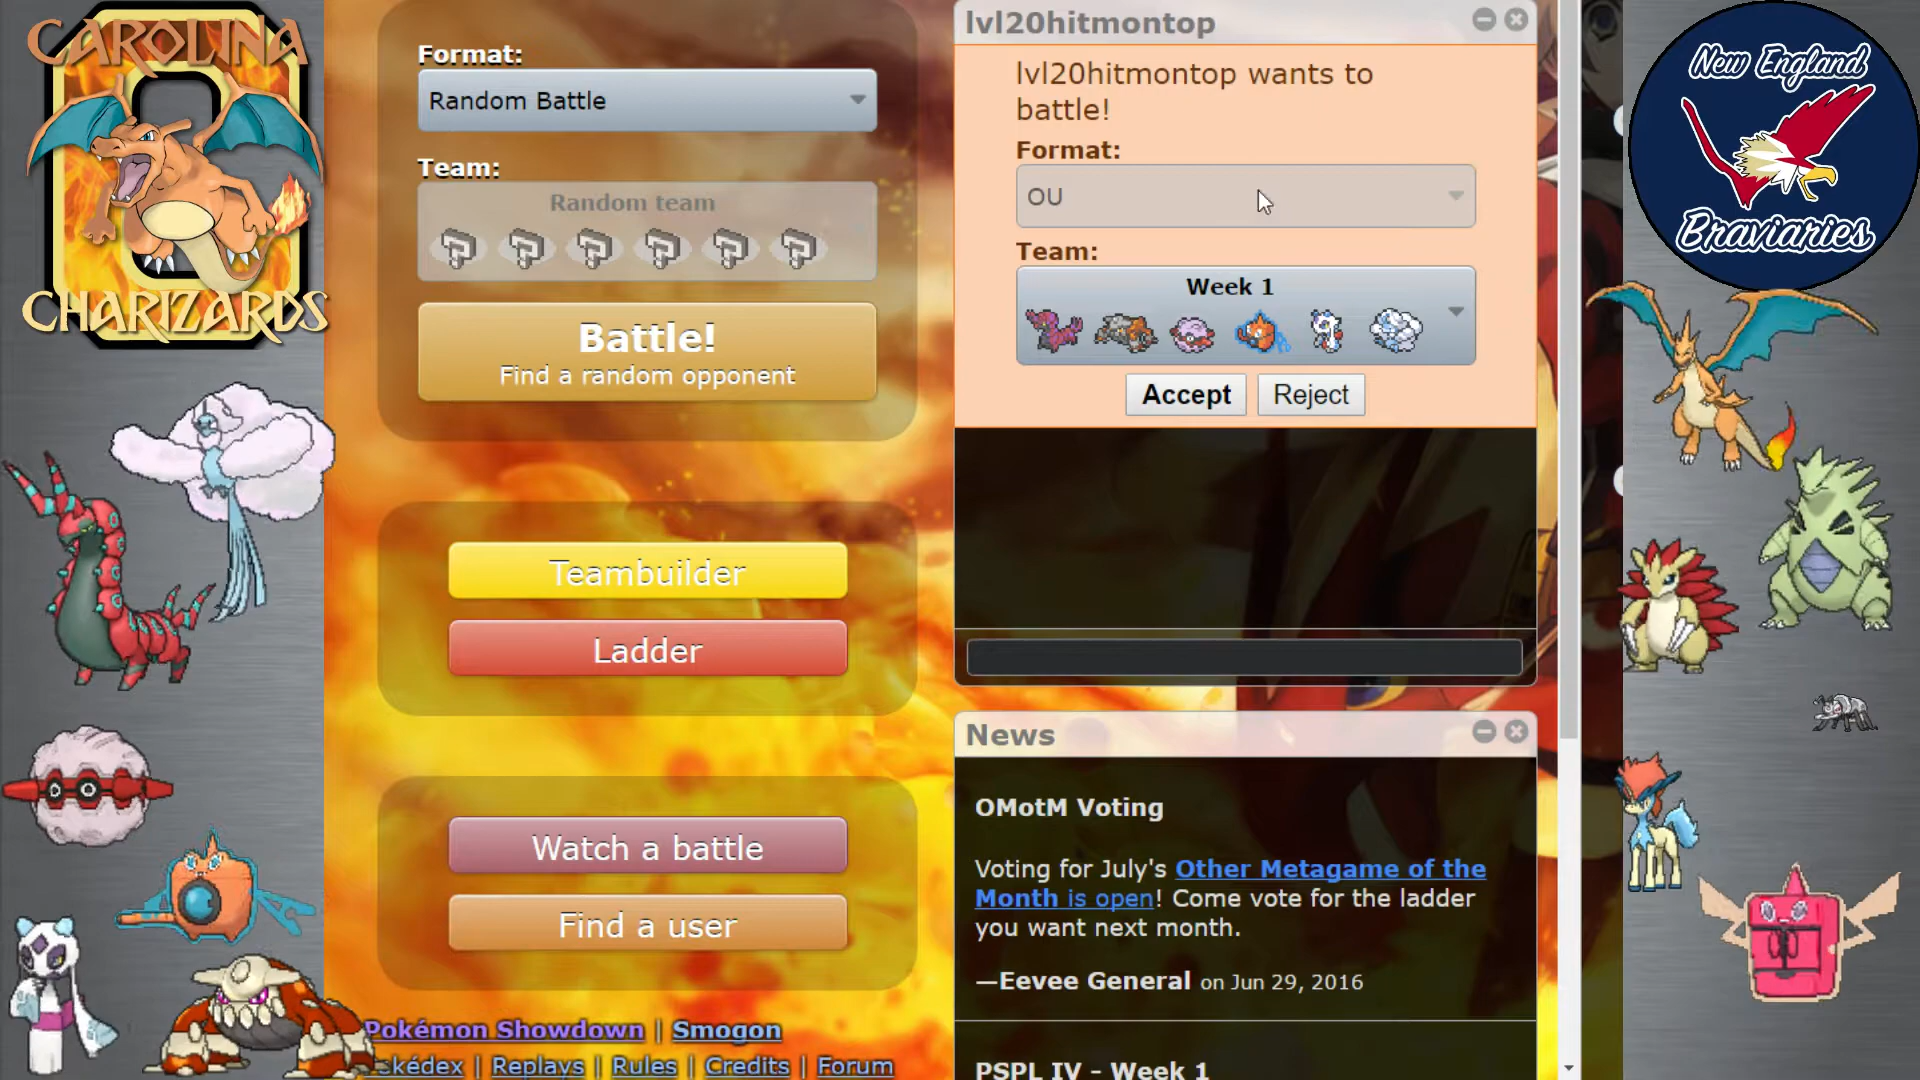 CAROLINA
CHARIZARDS
Format:
Random Battle
Team:
Random team
Battle!
Find a random opponent
Teambuilder
Ladder
Watch a battle
Find a user
Pokémon Showdown | Smogon
okédex | Replays | Rules | Credits | Forum
lvl20hitmontop
lvl20hitmontop wants to
battle!
Format:
OU
Team:
Week 1
Accept Reject
News
OMotM Voting
Voting for July's Other Metagame of the
Month is open! Come vote for the ladder
you want next month.
—Eevee General on Jun 29, 2016
PSPL IV - Week 1
New England
Braviaries